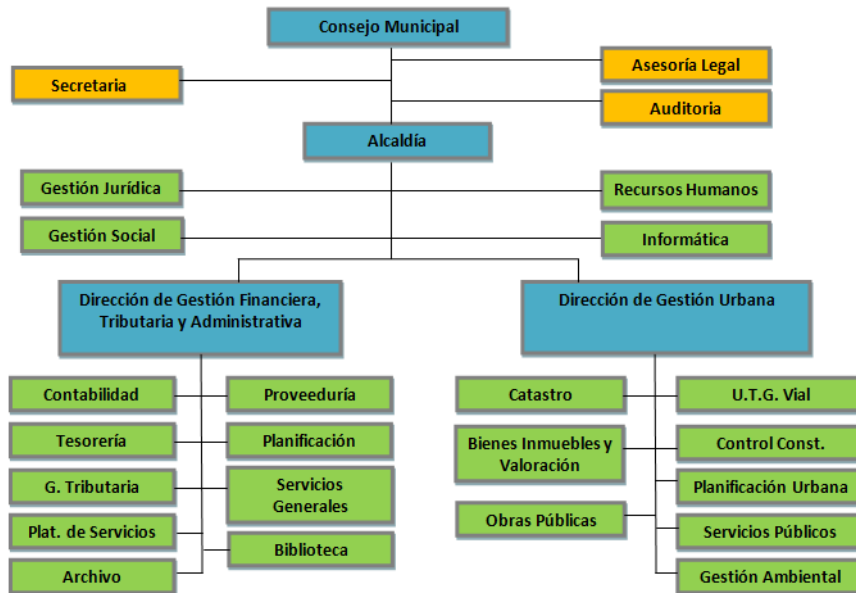 Consejo Municipal
Secretaria
Asesoría Legal
Auditoria
Alcaldía
Gestión Jurídica
Recursos Humanos
Gestión Social
Informática
Dirección de Gestión Financiera,
Tributaria y Administrativa
Dirección de Gestión Urbana
Contabilidad
Proveeduría
Tesorería
Planificación
G. Tributaria
Servicios
Generales
Plat. de Servicios
Biblioteca
Archivo
Catastro
U.T.G. Vial
Bienes Inmuebles y
Valoración
Control Const.
Planificación Urbana
Obras Públicas
Servicios Públicos
Gestión Ambiental